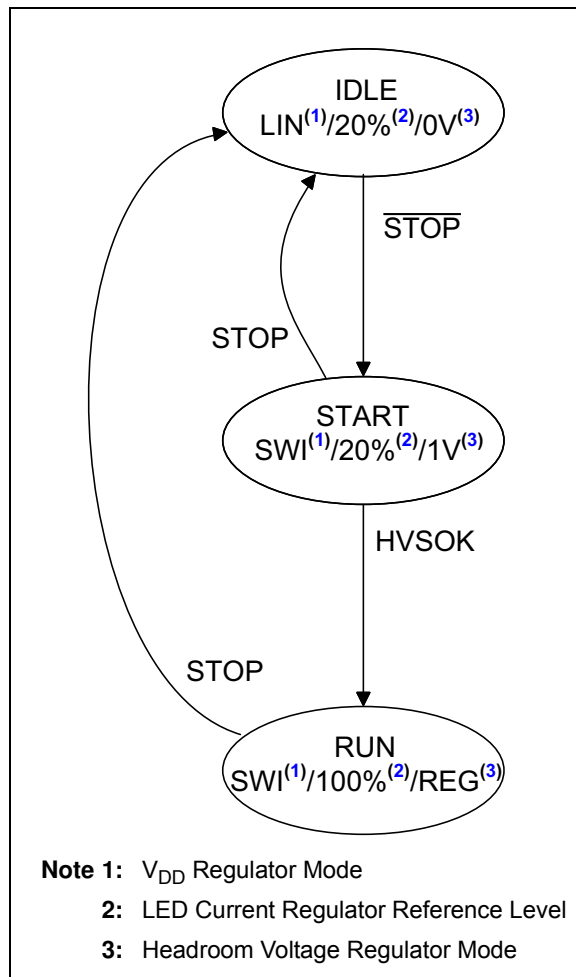 IDLE
LIN(1)/20%(2)/0V(3)
STOP
STOP
START
SWI(1)/20%(2)/1V(3)
HVSOK
STOP
RUN
SWI(1)/100%(2)/REG(3)
Note 1: VDD Regulator Mode
2: LED Current Regulator Reference Level
3: Headroom Voltage Regulator Mode